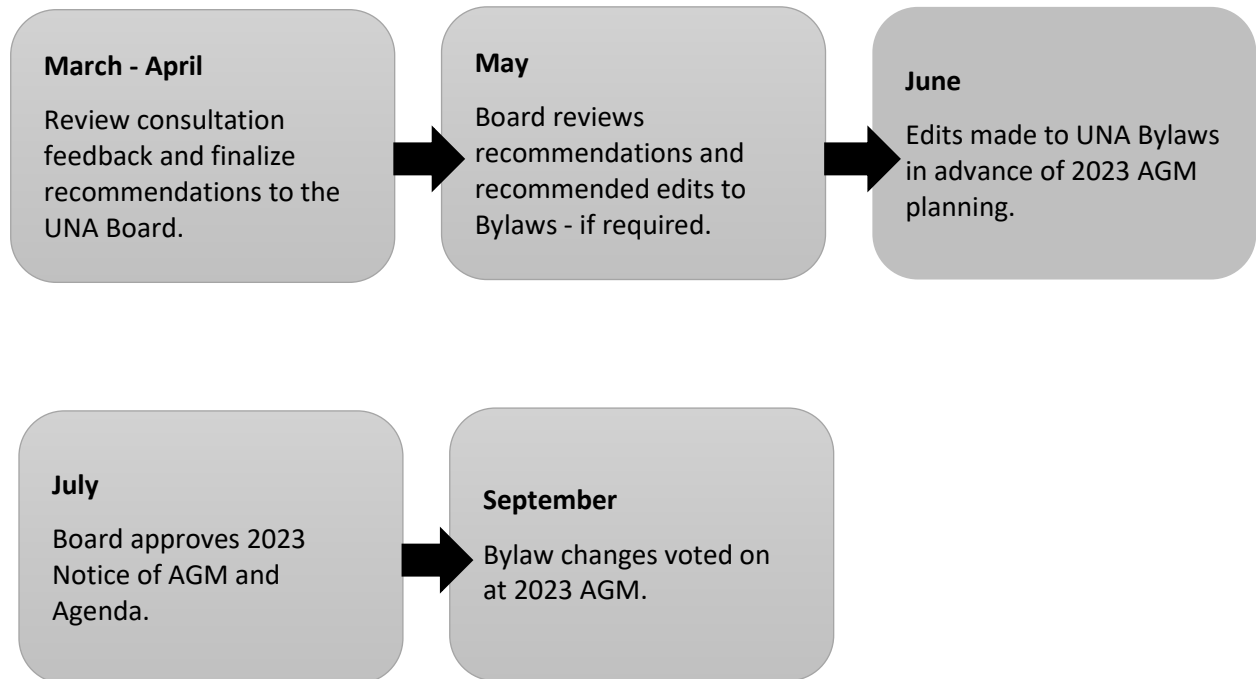 March - April
Review consultation
feedback and finalize
recommendations to the
UNA Board.
May
Board reviews
recommendations and
recommended edits to
Bylaws - if required.
June
Edits made to UNA Bylaws
in advance of 2023 AGM
planning.
July
Board approves 2023
Notice of AGM and
Agenda.
September
Bylaw changes voted on
at 2023 AGM.